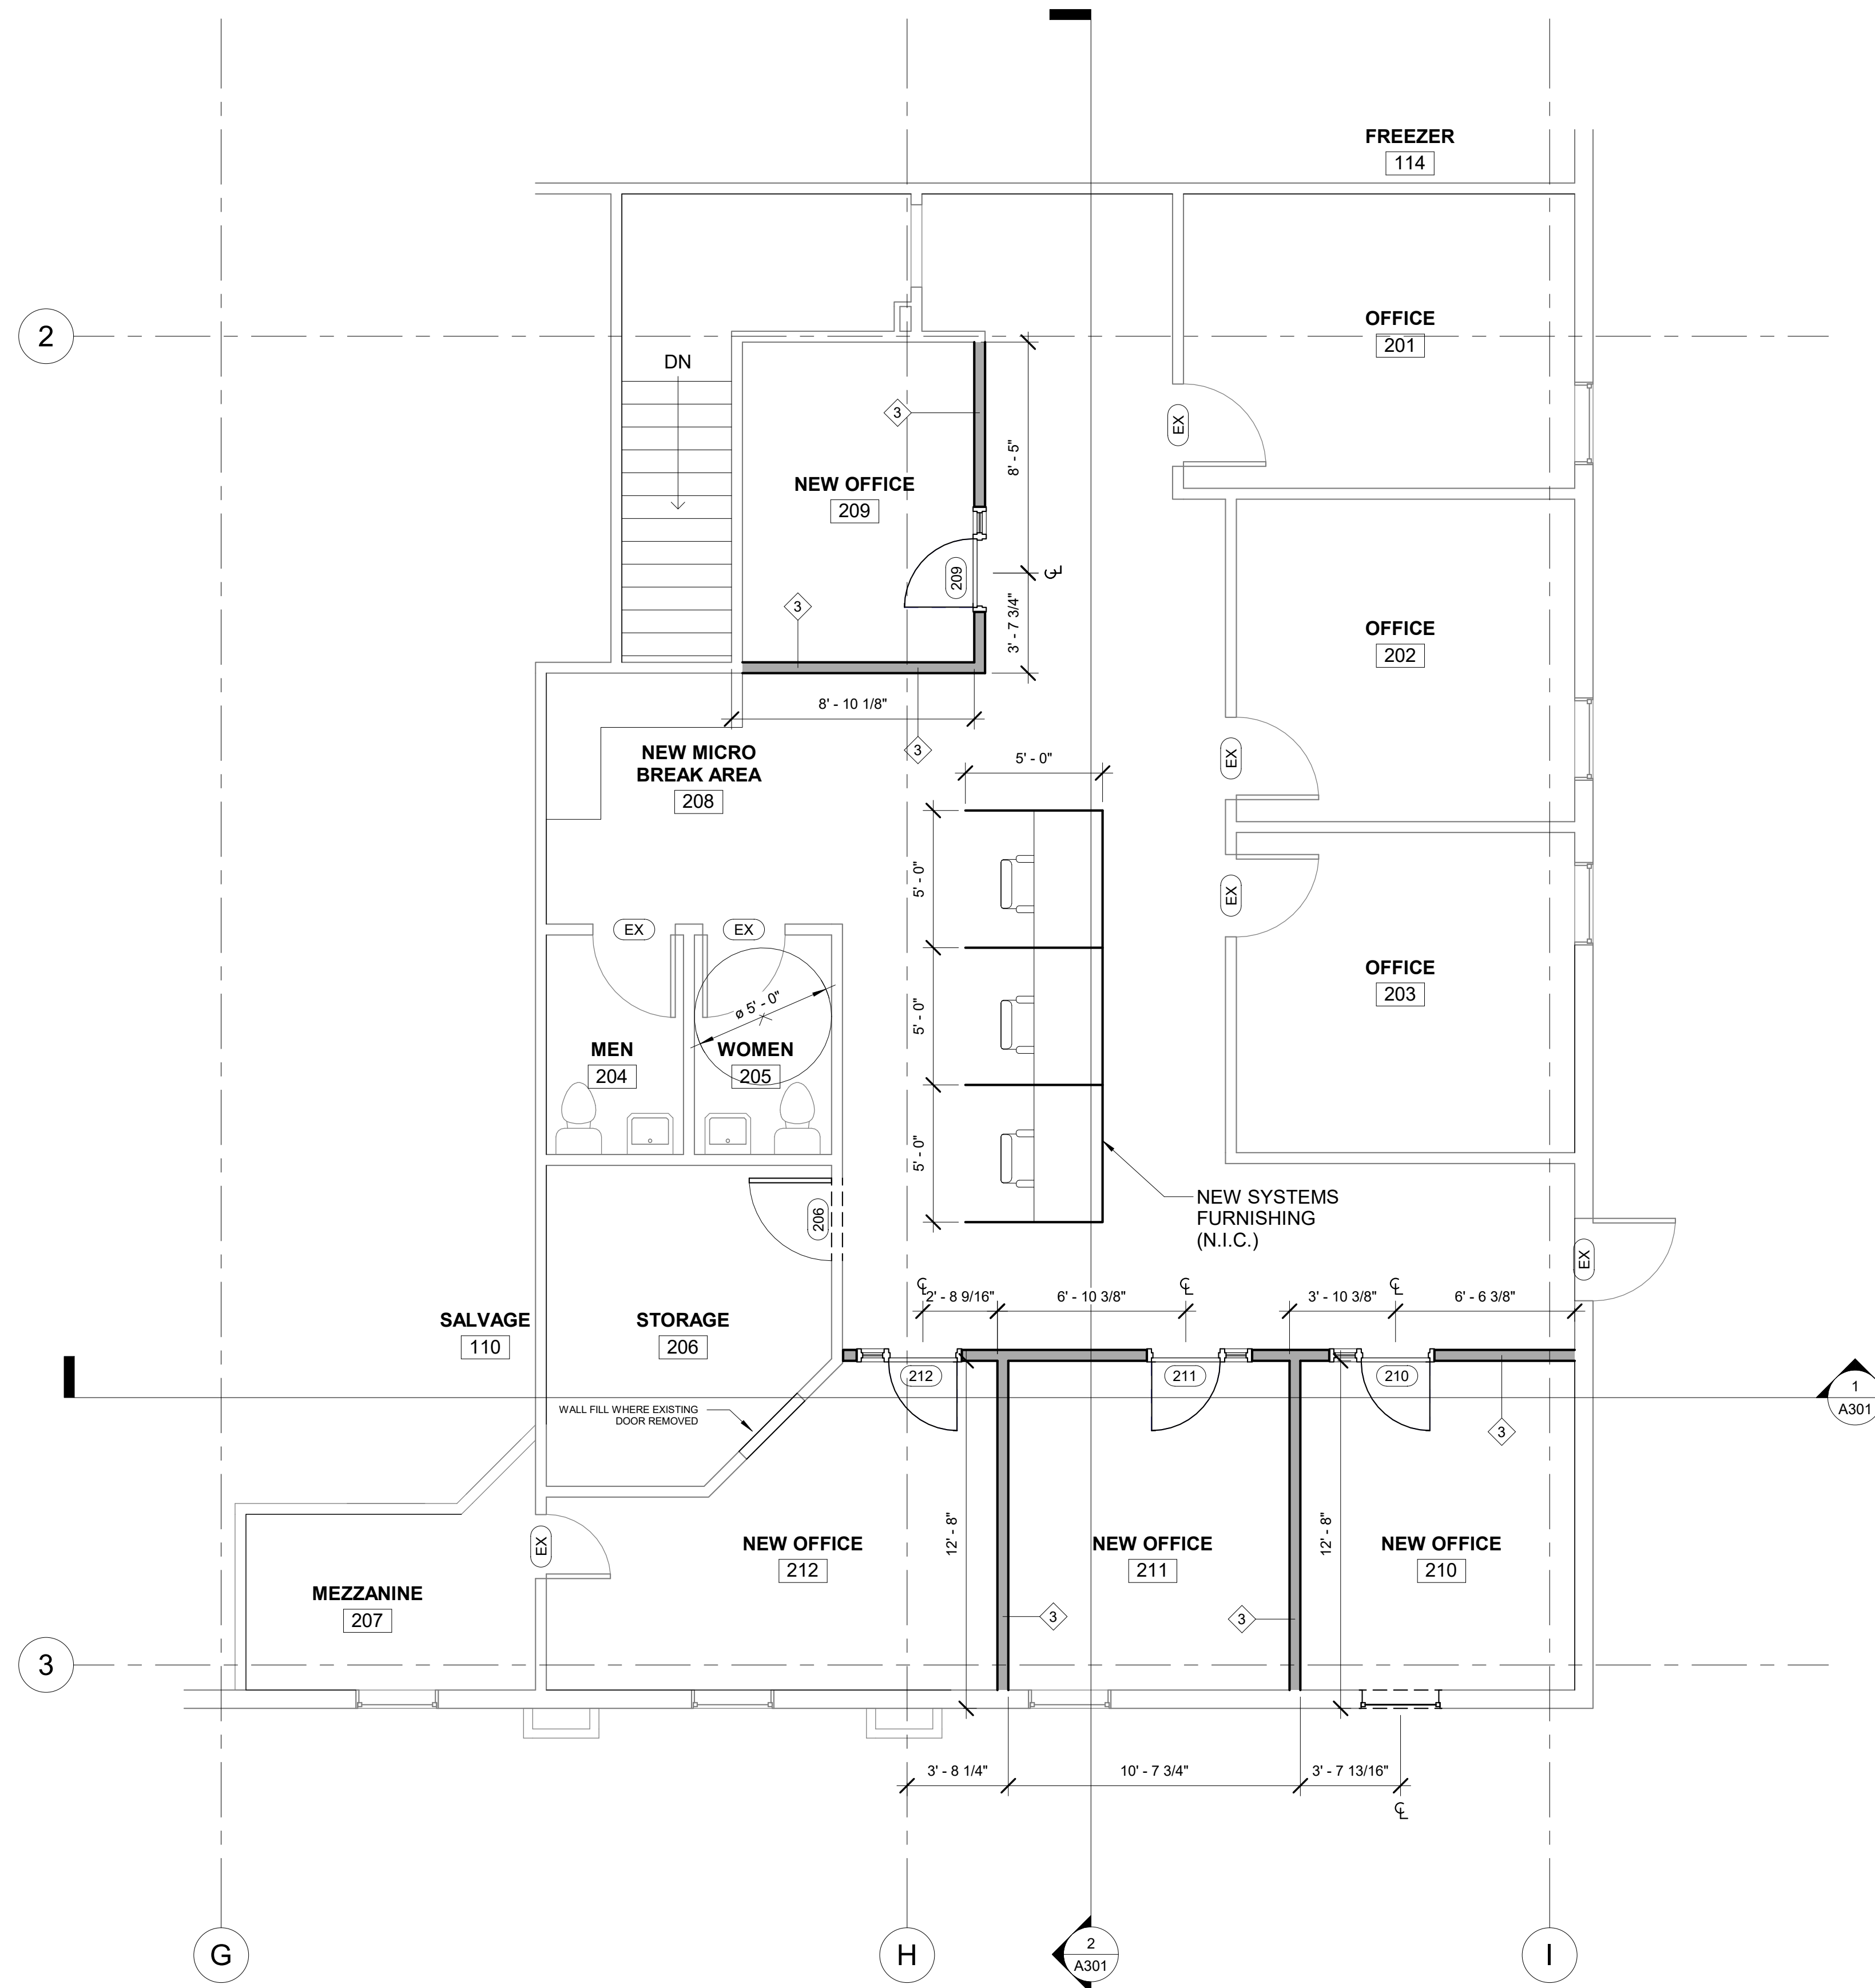 FREEZER
114
2
OFFICE
201
DN
3
EX
8' - 5"
NEW OFFICE
209
209
℄
3
3' - 7 3/4"
OFFICE
202
8' - 10 1/8"
3
NEW MICRO
BREAK AREA
208
5' - 0"
EX
5' - 0"
EX
EX
EX
OFFICE
203
ø 5' - 0"
5' - 0"
MEN
204
WOMEN
205
5' - 0"
NEW SYSTEMS
FURNISHING
(N.I.C.)
206
EX
℄
℄
℄
2' - 8 9/16"
6' - 10 3/8"
3' - 10 3/8"
6' - 6 3/8"
SALVAGE
110
STORAGE
206
212
211
210
1
A301
WALL FILL WHERE EXISTING
DOOR REMOVED
3
EX
12' - 8"
12' - 8"
NEW OFFICE
212
NEW OFFICE
211
NEW OFFICE
210
MEZZANINE
207
3
3
3
3' - 8 1/4"
10' - 7 3/4"
3' - 7 13/16"
℄
G
H
2
A301
I